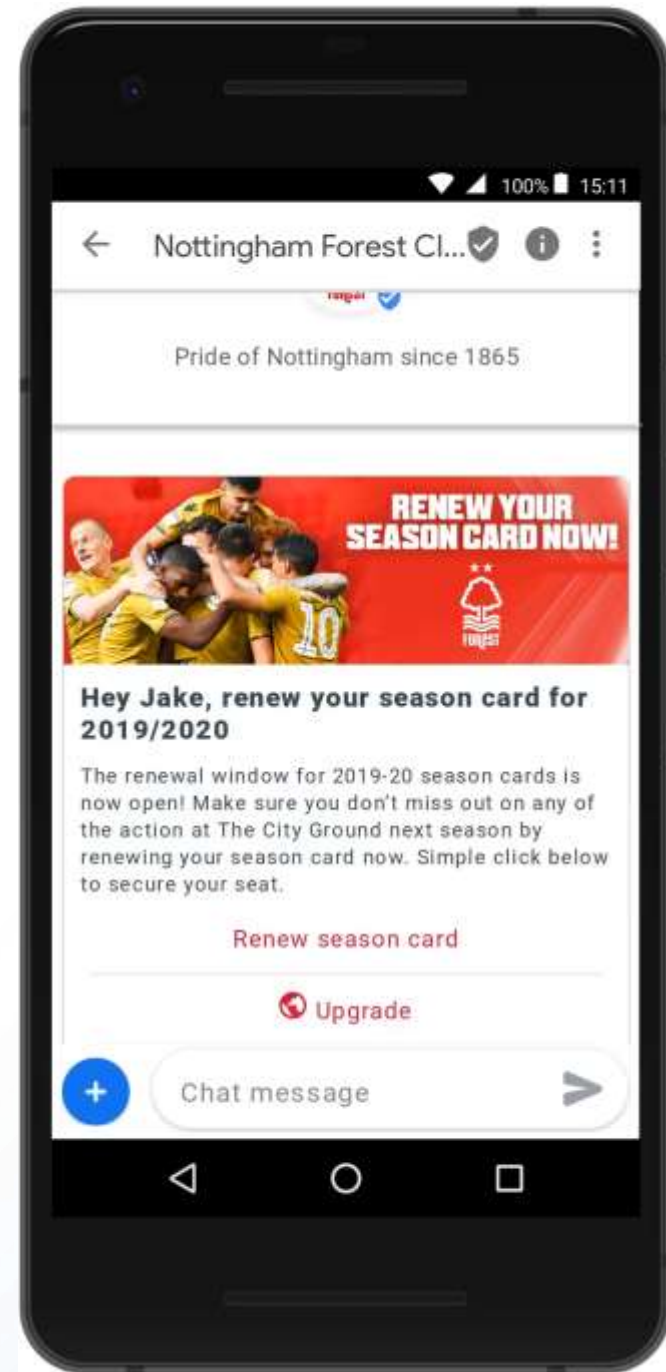 100% 15:11
Nottingham Forest Cl...
Forest
Pride of Nottingham since 1865
RENEW YOUR
SEASON CARD NOW!
FOREST
10
Hey Jake, renew your season card for
2019/2020
The renewal window for 2019-20 season cards is
now open! Make sure you don't miss out on any of
the action at The City Ground next season by
renewing your season card now. Simple click below
to secure your seat.
Renew season card
Upgrade
Chat message